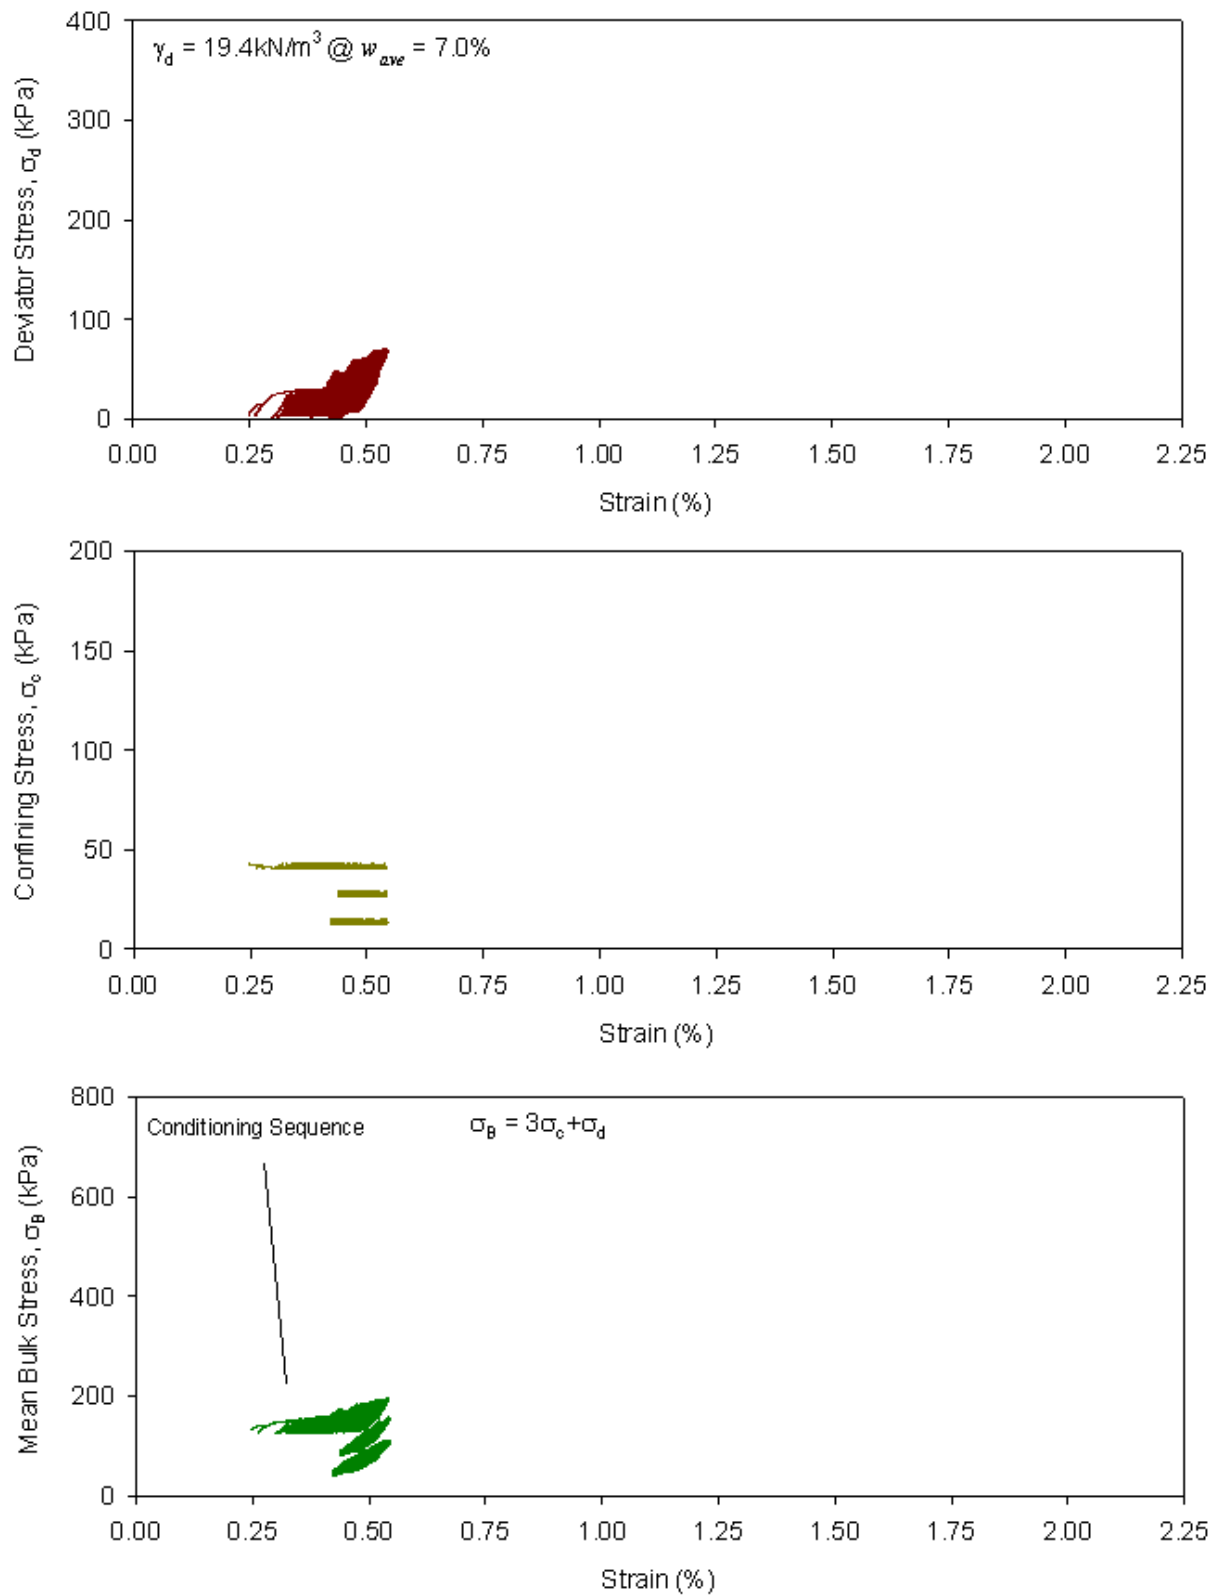 γd = 19.4kN/m³ @ wave = 7.0%
Deviator Stress, σd (kPa)
400
300
200
100
0
0.00 0.25 0.50 0.75 1.00 1.25 1.50 1.75 2.00 2.25
Strain (%)
Confining Stress, σc (kPa)
200
150
100
50
0
0.00 0.25 0.50 0.75 1.00 1.25 1.50 1.75 2.00 2.25
Strain (%)
Mean Bulk Stress, σB (kPa)
800
Conditioning Sequence σB = 3σc+σd
600
400
200
0
0.00 0.25 0.50 0.75 1.00 1.25 1.50 1.75 2.00 2.25
Strain (%)